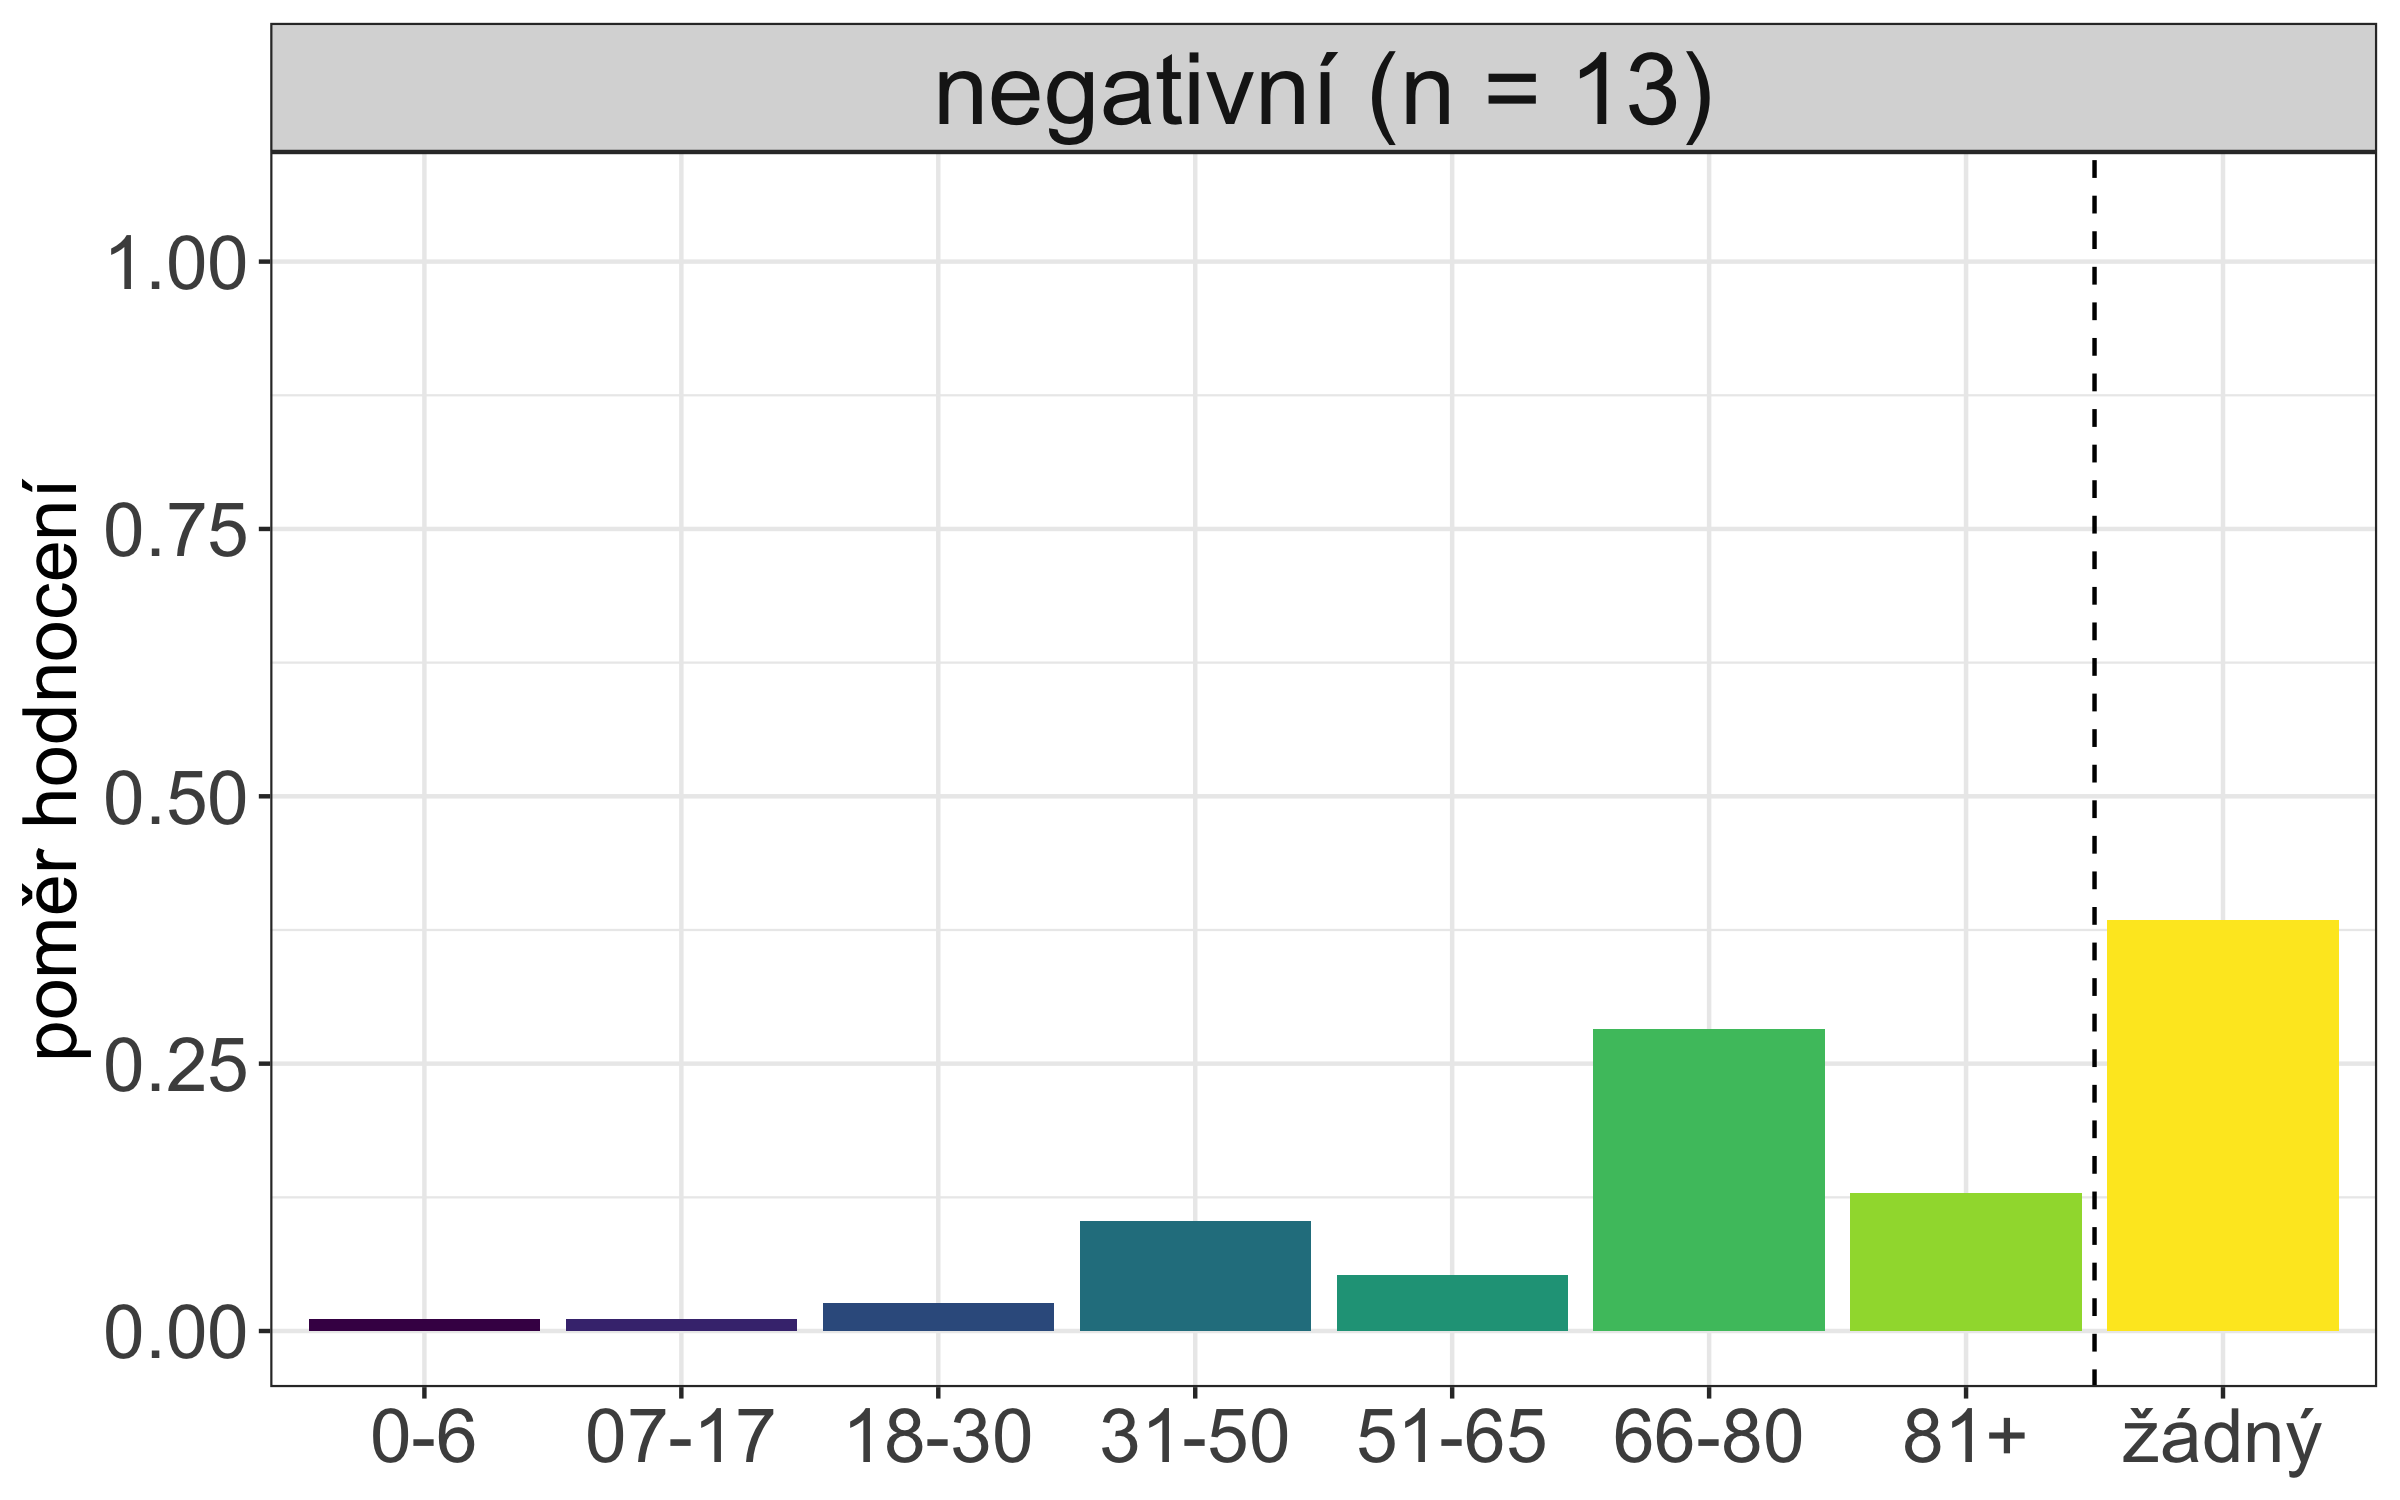 negativní (n = 13)
poměr hodnocení
1.00
0.75
0.50
0.25
0.00
0-6 07-17 18-30 31-50 51-65 66-80 81+ žádný